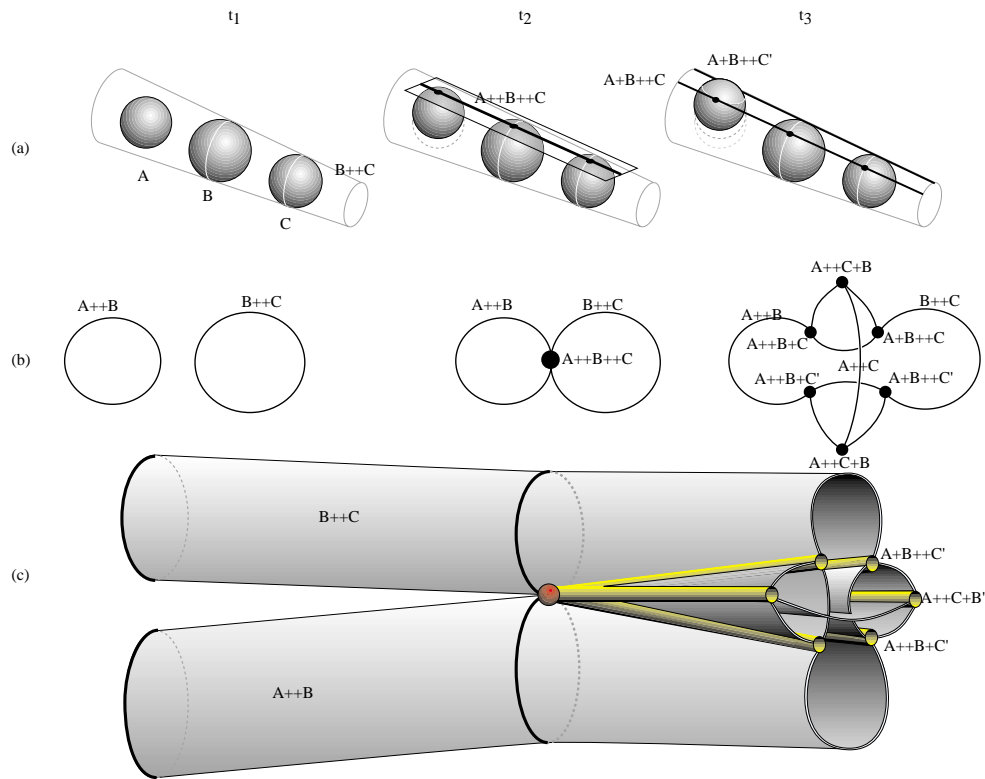 t1 t2 t3
(a)
A
B
C
B++C
A++B++C
A+B++C
A+B++C'
(b)
A++B
B++C
A++B
B++C
A++B++C
A++C+B
A++B
B++C
A++B+C
A+B++C
A++C
A++B+C'
A+B++C'
A++C+B
(c)
B++C
A++B
A+B++C'
A++C+B'
A++B+C'